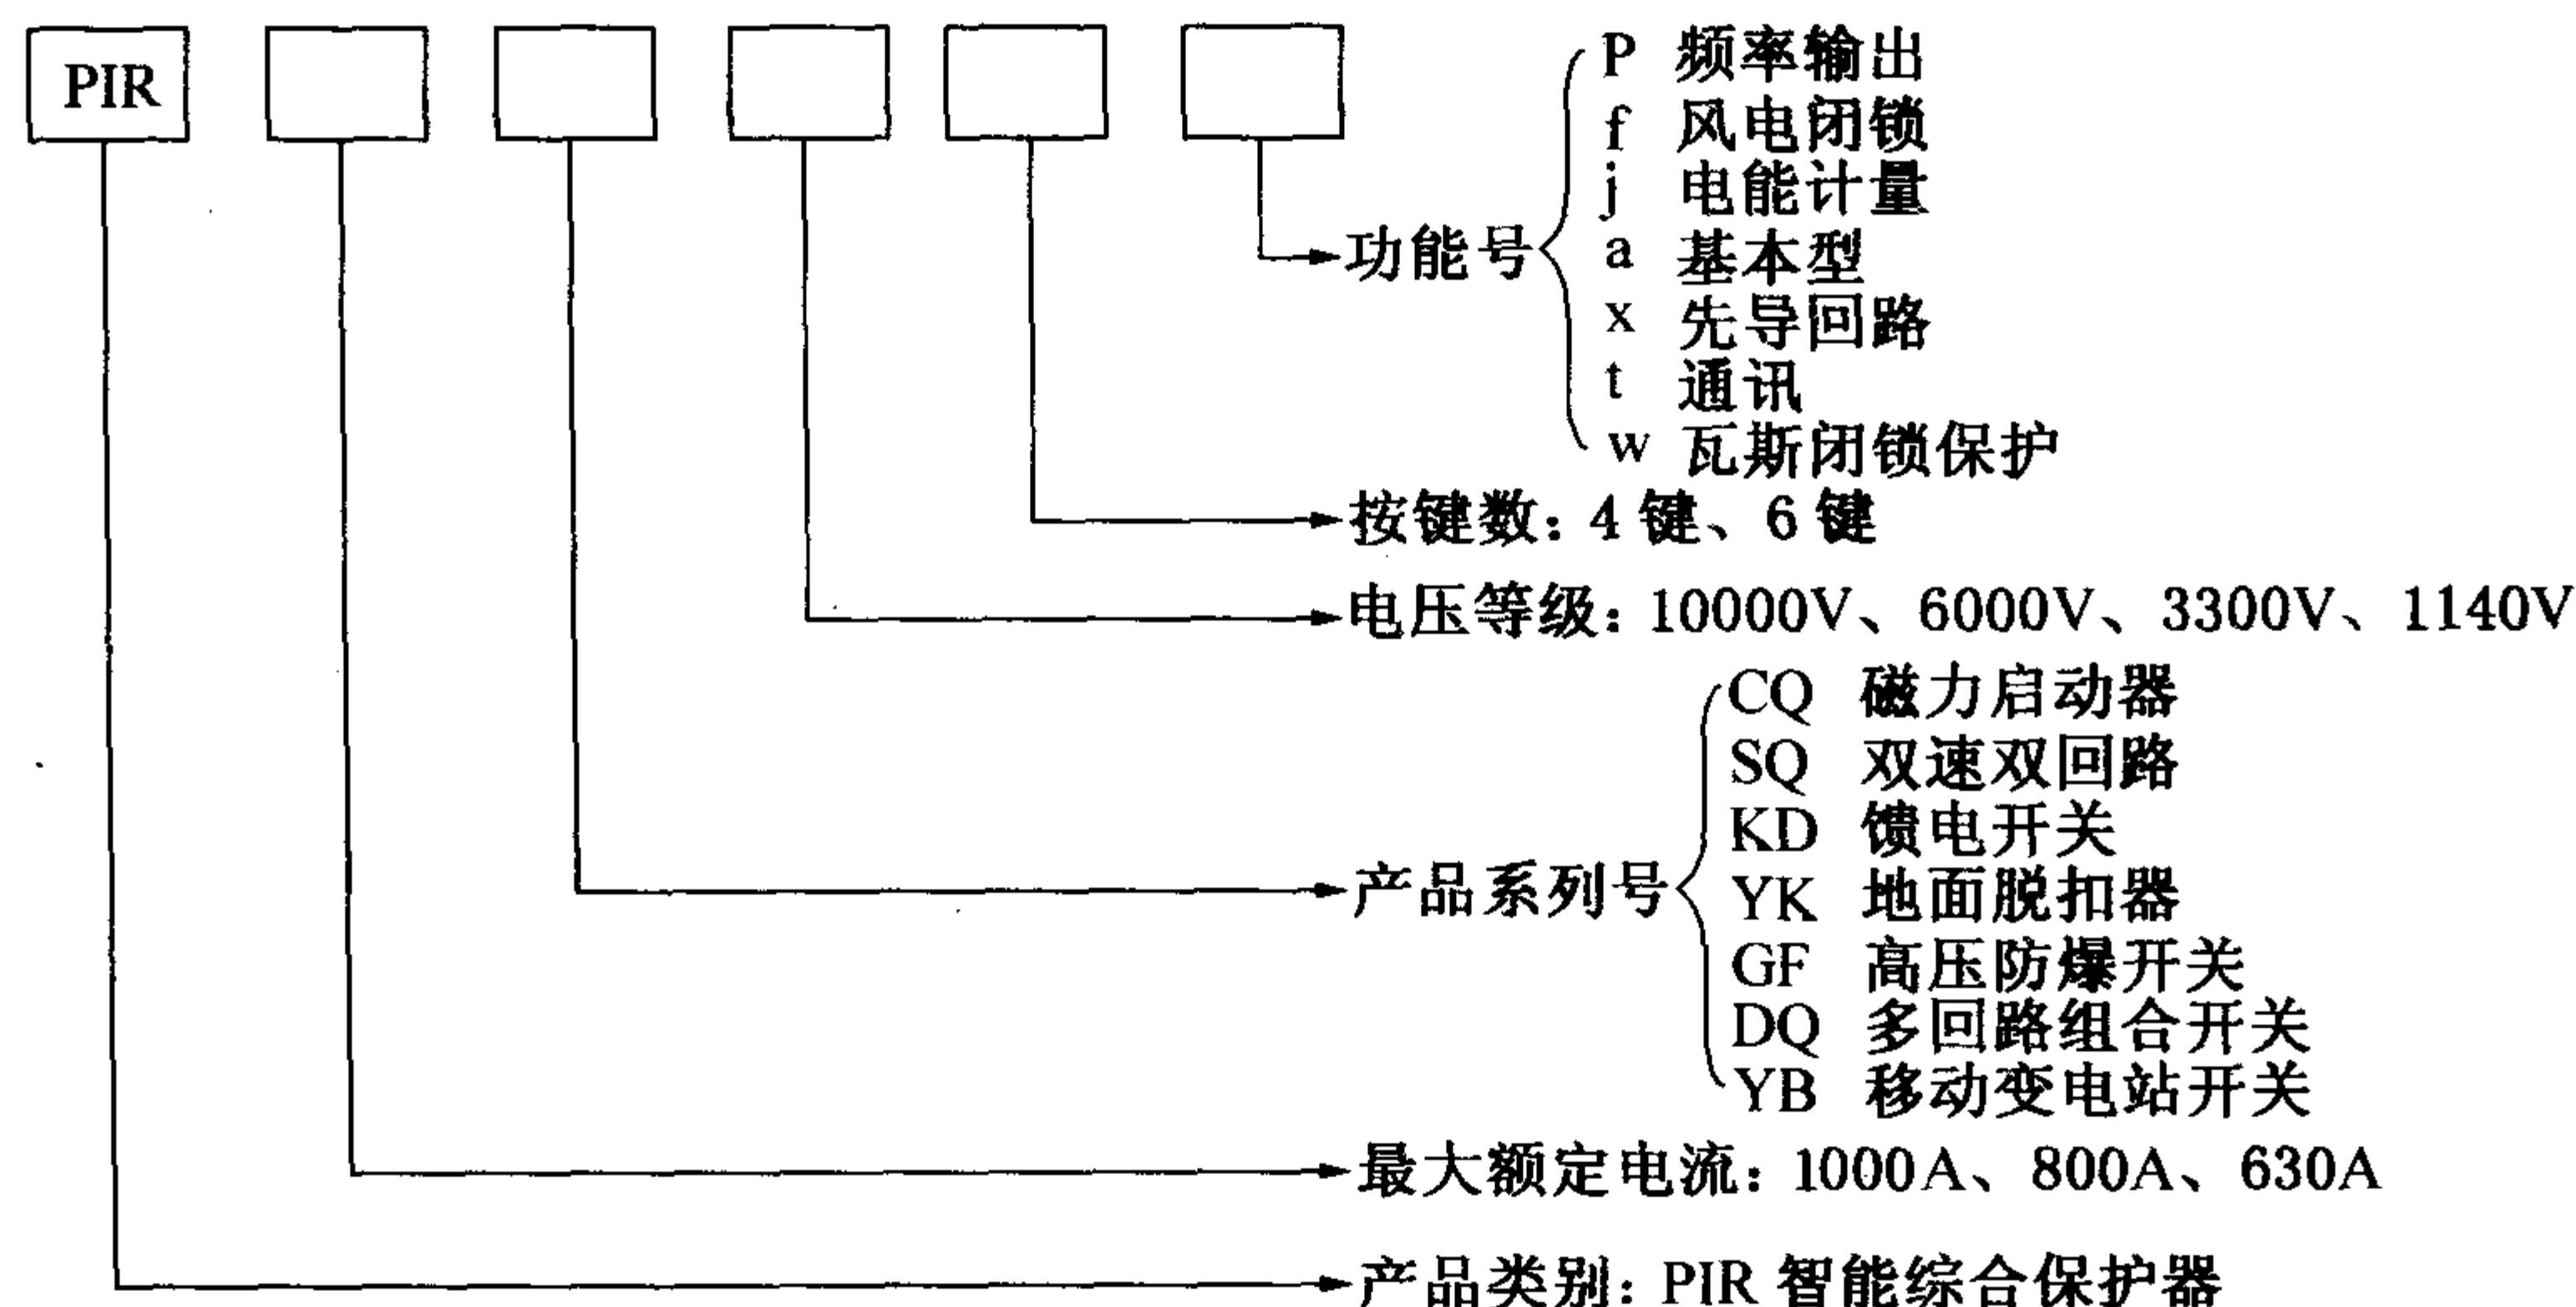 PIR
P 频率输出
f 风电闭锁
j 电能计量
功能号 a 基本型
x 先导回路
t 通讯
w 瓦斯闭锁保护
按键数：4 键、6 键
电压等级：10000V、6000V、3300V、1140V
CQ 磁力启动器
SQ 双速双回路
KD 馈电开关
产品系列号 YK 地面脱扣器
GF 高压防爆开关
DQ 多回路组合开关
YB 移动变电站开关
最大额定电流：1000A、800A、630A
产品类别：PIR 智能综合保护器